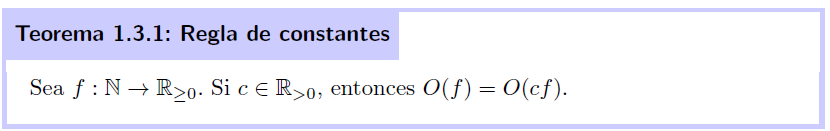 Teorema 1.3.1: Regla de constantes
Sea f : ℕ → ℝ≥0. Si c ∈ ℝ>0, entonces O(f) = O(cf).